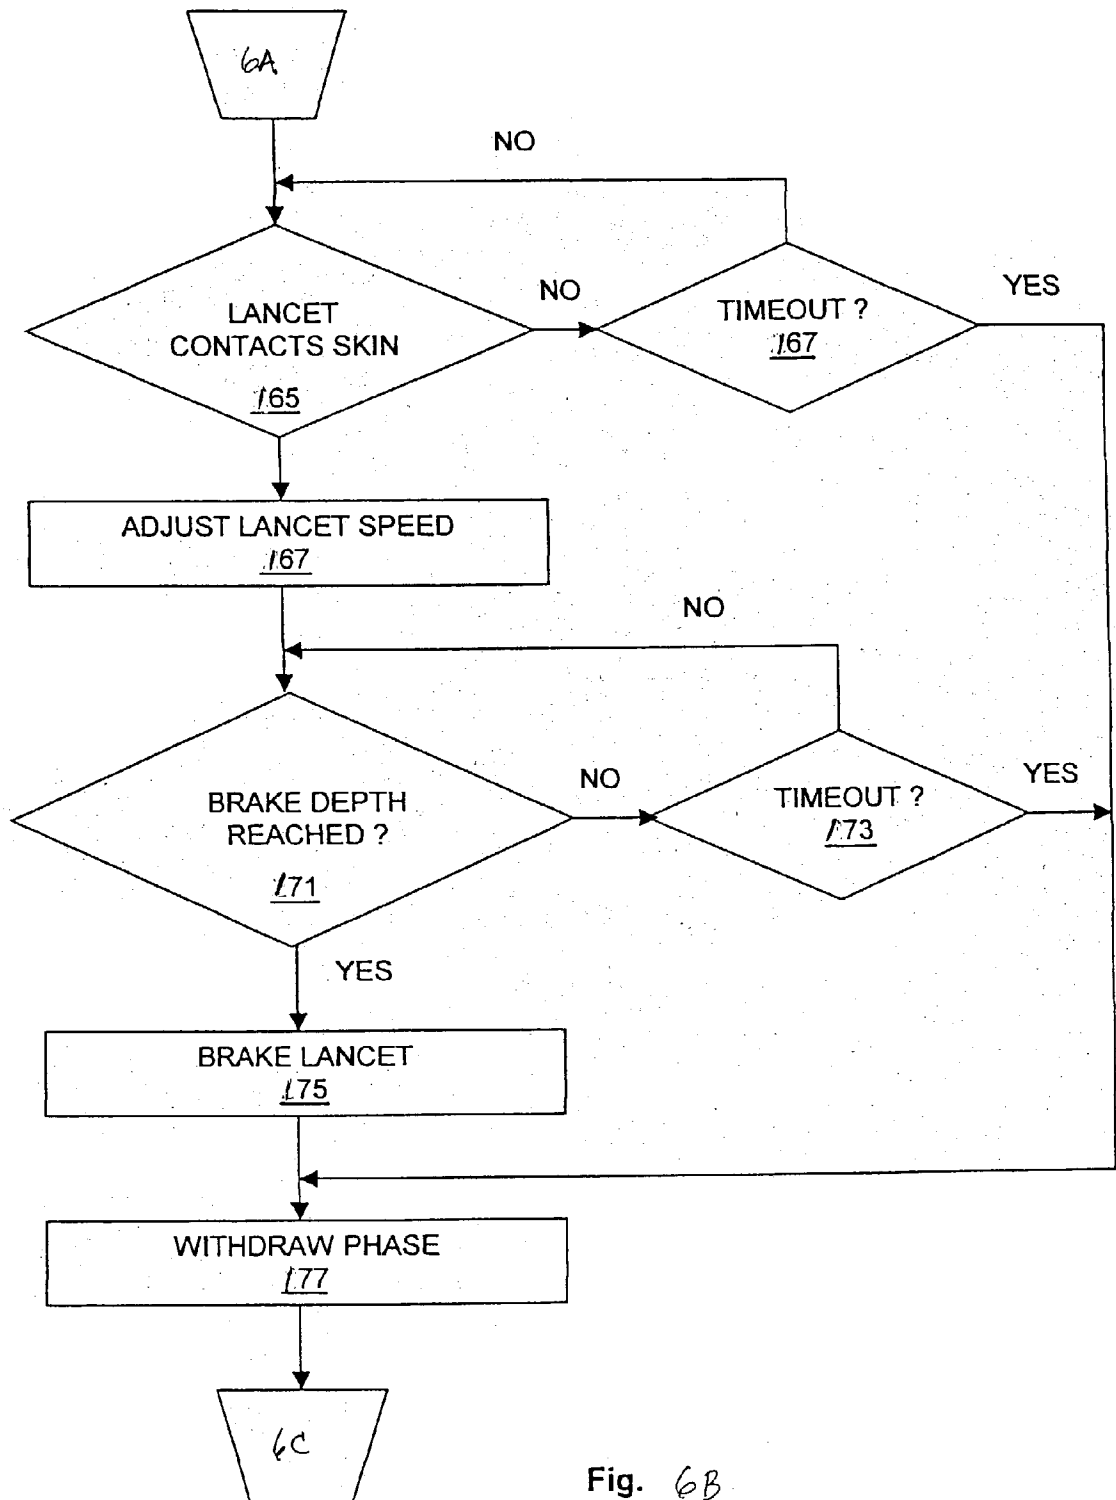 6A
NO
LANCET
CONTACTS SKIN
165
NO
TIMEOUT ?
167
YES
ADJUST LANCET SPEED
167
NO
BRAKE DEPTH
REACHED ?
171
NO
TIMEOUT ?
173
YES
YES
BRAKE LANCET
175
WITHDRAW PHASE
177
6C
Fig. 6B